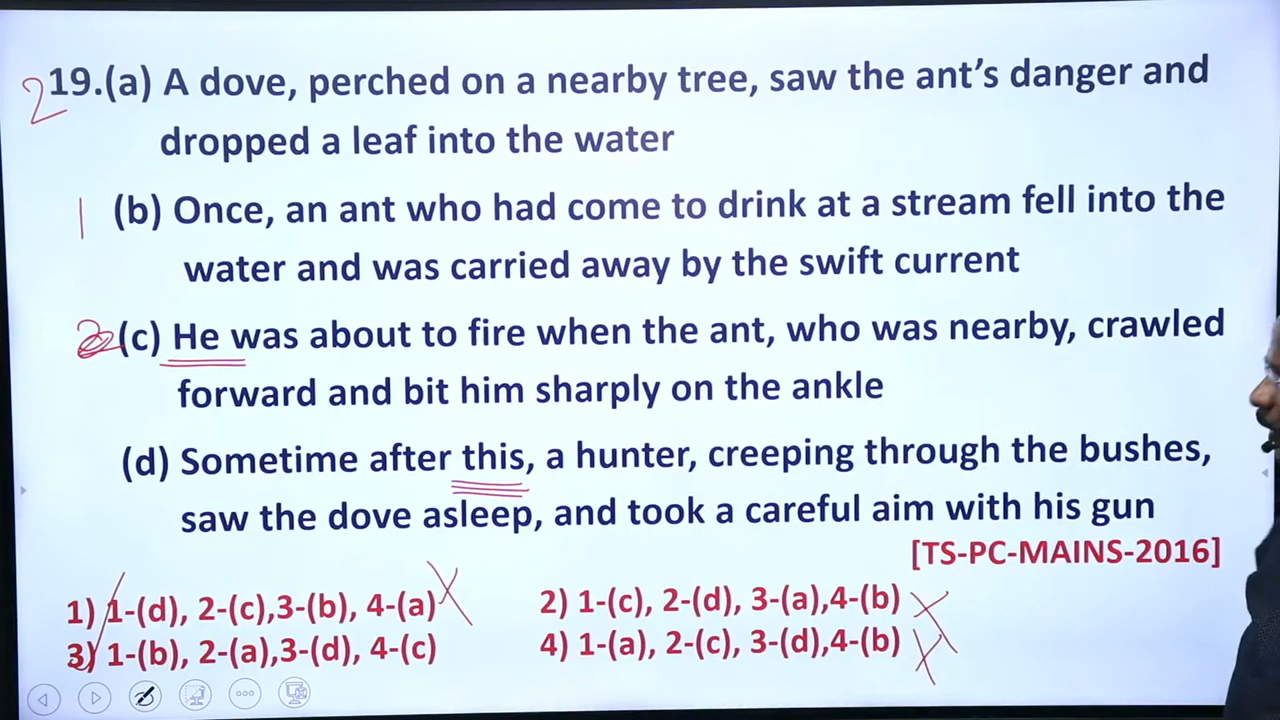 2 19.(a) A dove, perched on a nearby tree, saw the ant's danger and
dropped a leaf into the water
1 (b) Once, an ant who had come to drink at a stream fell into the
water and was carried away by the swift current
2 (c) He was about to fire when the ant, who was nearby, crawled
forward and bit him sharply on the ankle
(d) Sometime after this, a hunter, creeping through the bushes,
saw the dove asleep, and took a careful aim with his gun
[TS-PC-MAINS-2016]
1) 1-(d), 2-(c),3-(b), 4-(a) 2) 1-(c), 2-(d), 3-(a),4-(b)
3) 1-(b), 2-(a),3-(d), 4-(c) 4) 1-(a), 2-(c), 3-(d),4-(b)